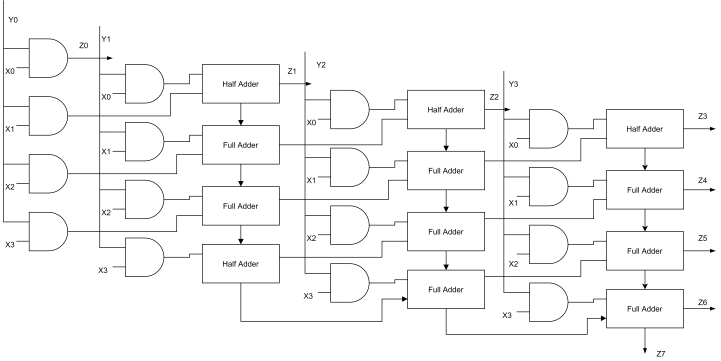 Y0
Z0
X0
X1
X2
X3
Y1
X0
X1
X2
X3
Half Adder
Full Adder
Full Adder
Half Adder
Z1
Y2
X0
X1
X2
X3
Half Adder
Full Adder
Full Adder
Full Adder
Z2
Y3
X0
X1
X2
X3
Half Adder
Full Adder
Full Adder
Full Adder
Z3
Z4
Z5
Z6
Z7